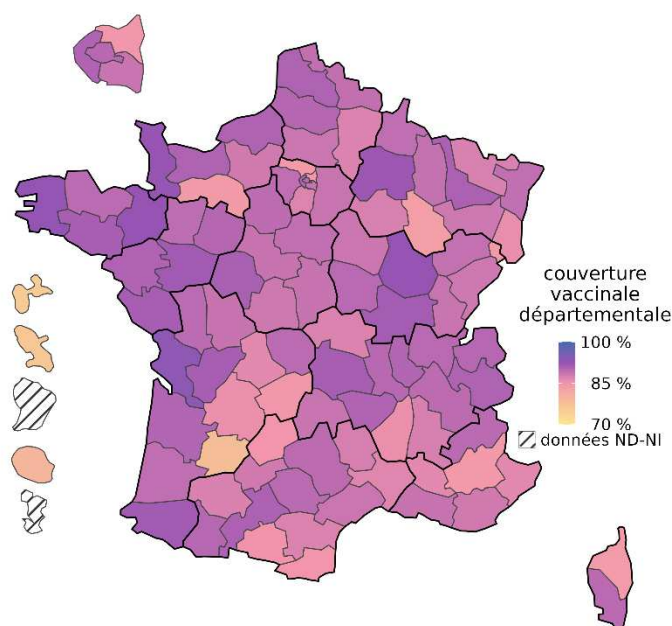 couverture
vaccinale
départementale
100 %
85 %
70 %
données ND-NI